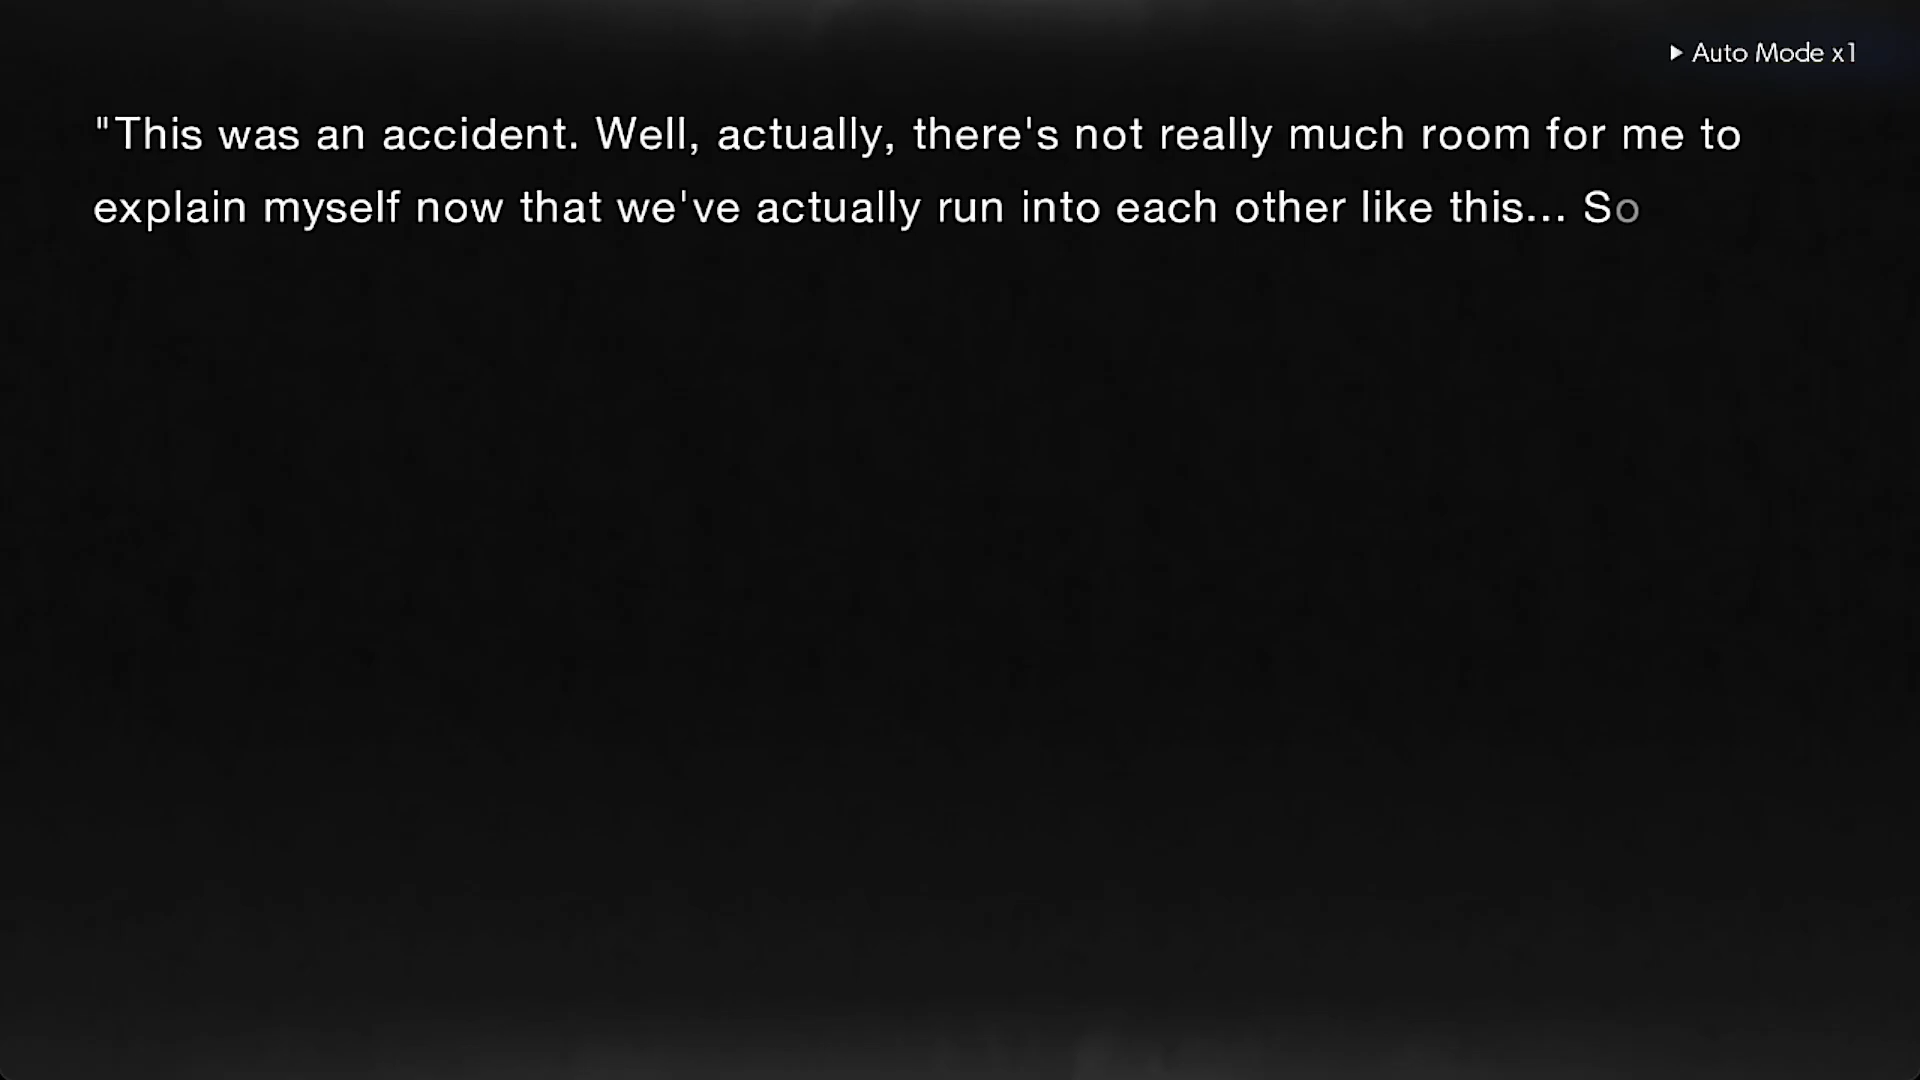 ▶ Auto Mode x1
"This was an accident. Well, actually, there's not really much room for me to
explain myself now that we've actually run into each other like this... So